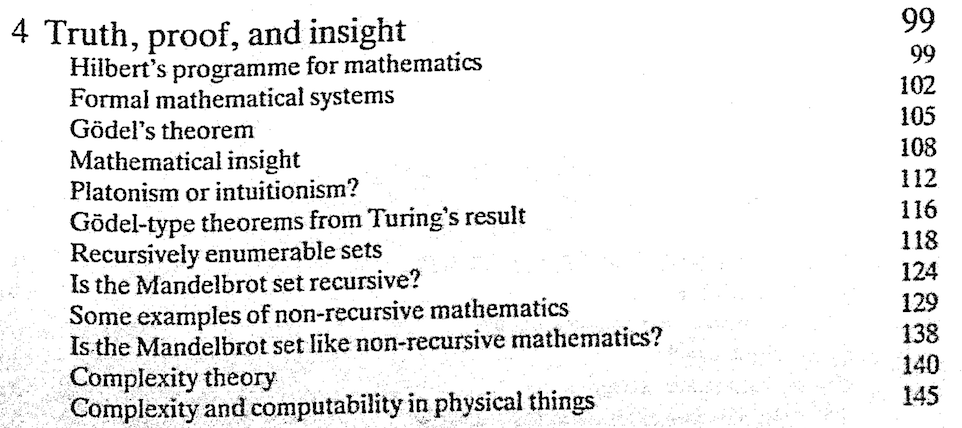 4 Truth, proof, and insight 99
Hilbert's programme for mathematics 99
Formal mathematical systems 102
Gödel's theorem 105
Mathematical insight 108
Platonism or intuitionism? 112
Gödel-type theorems from Turing's result 116
Recursively enumerable sets 118
Is the Mandelbrot set recursive? 124
Some examples of non-recursive mathematics 129
Is the Mandelbrot set like non-recursive mathematics? 138
Complexity theory 140
Complexity and computability in physical things 145